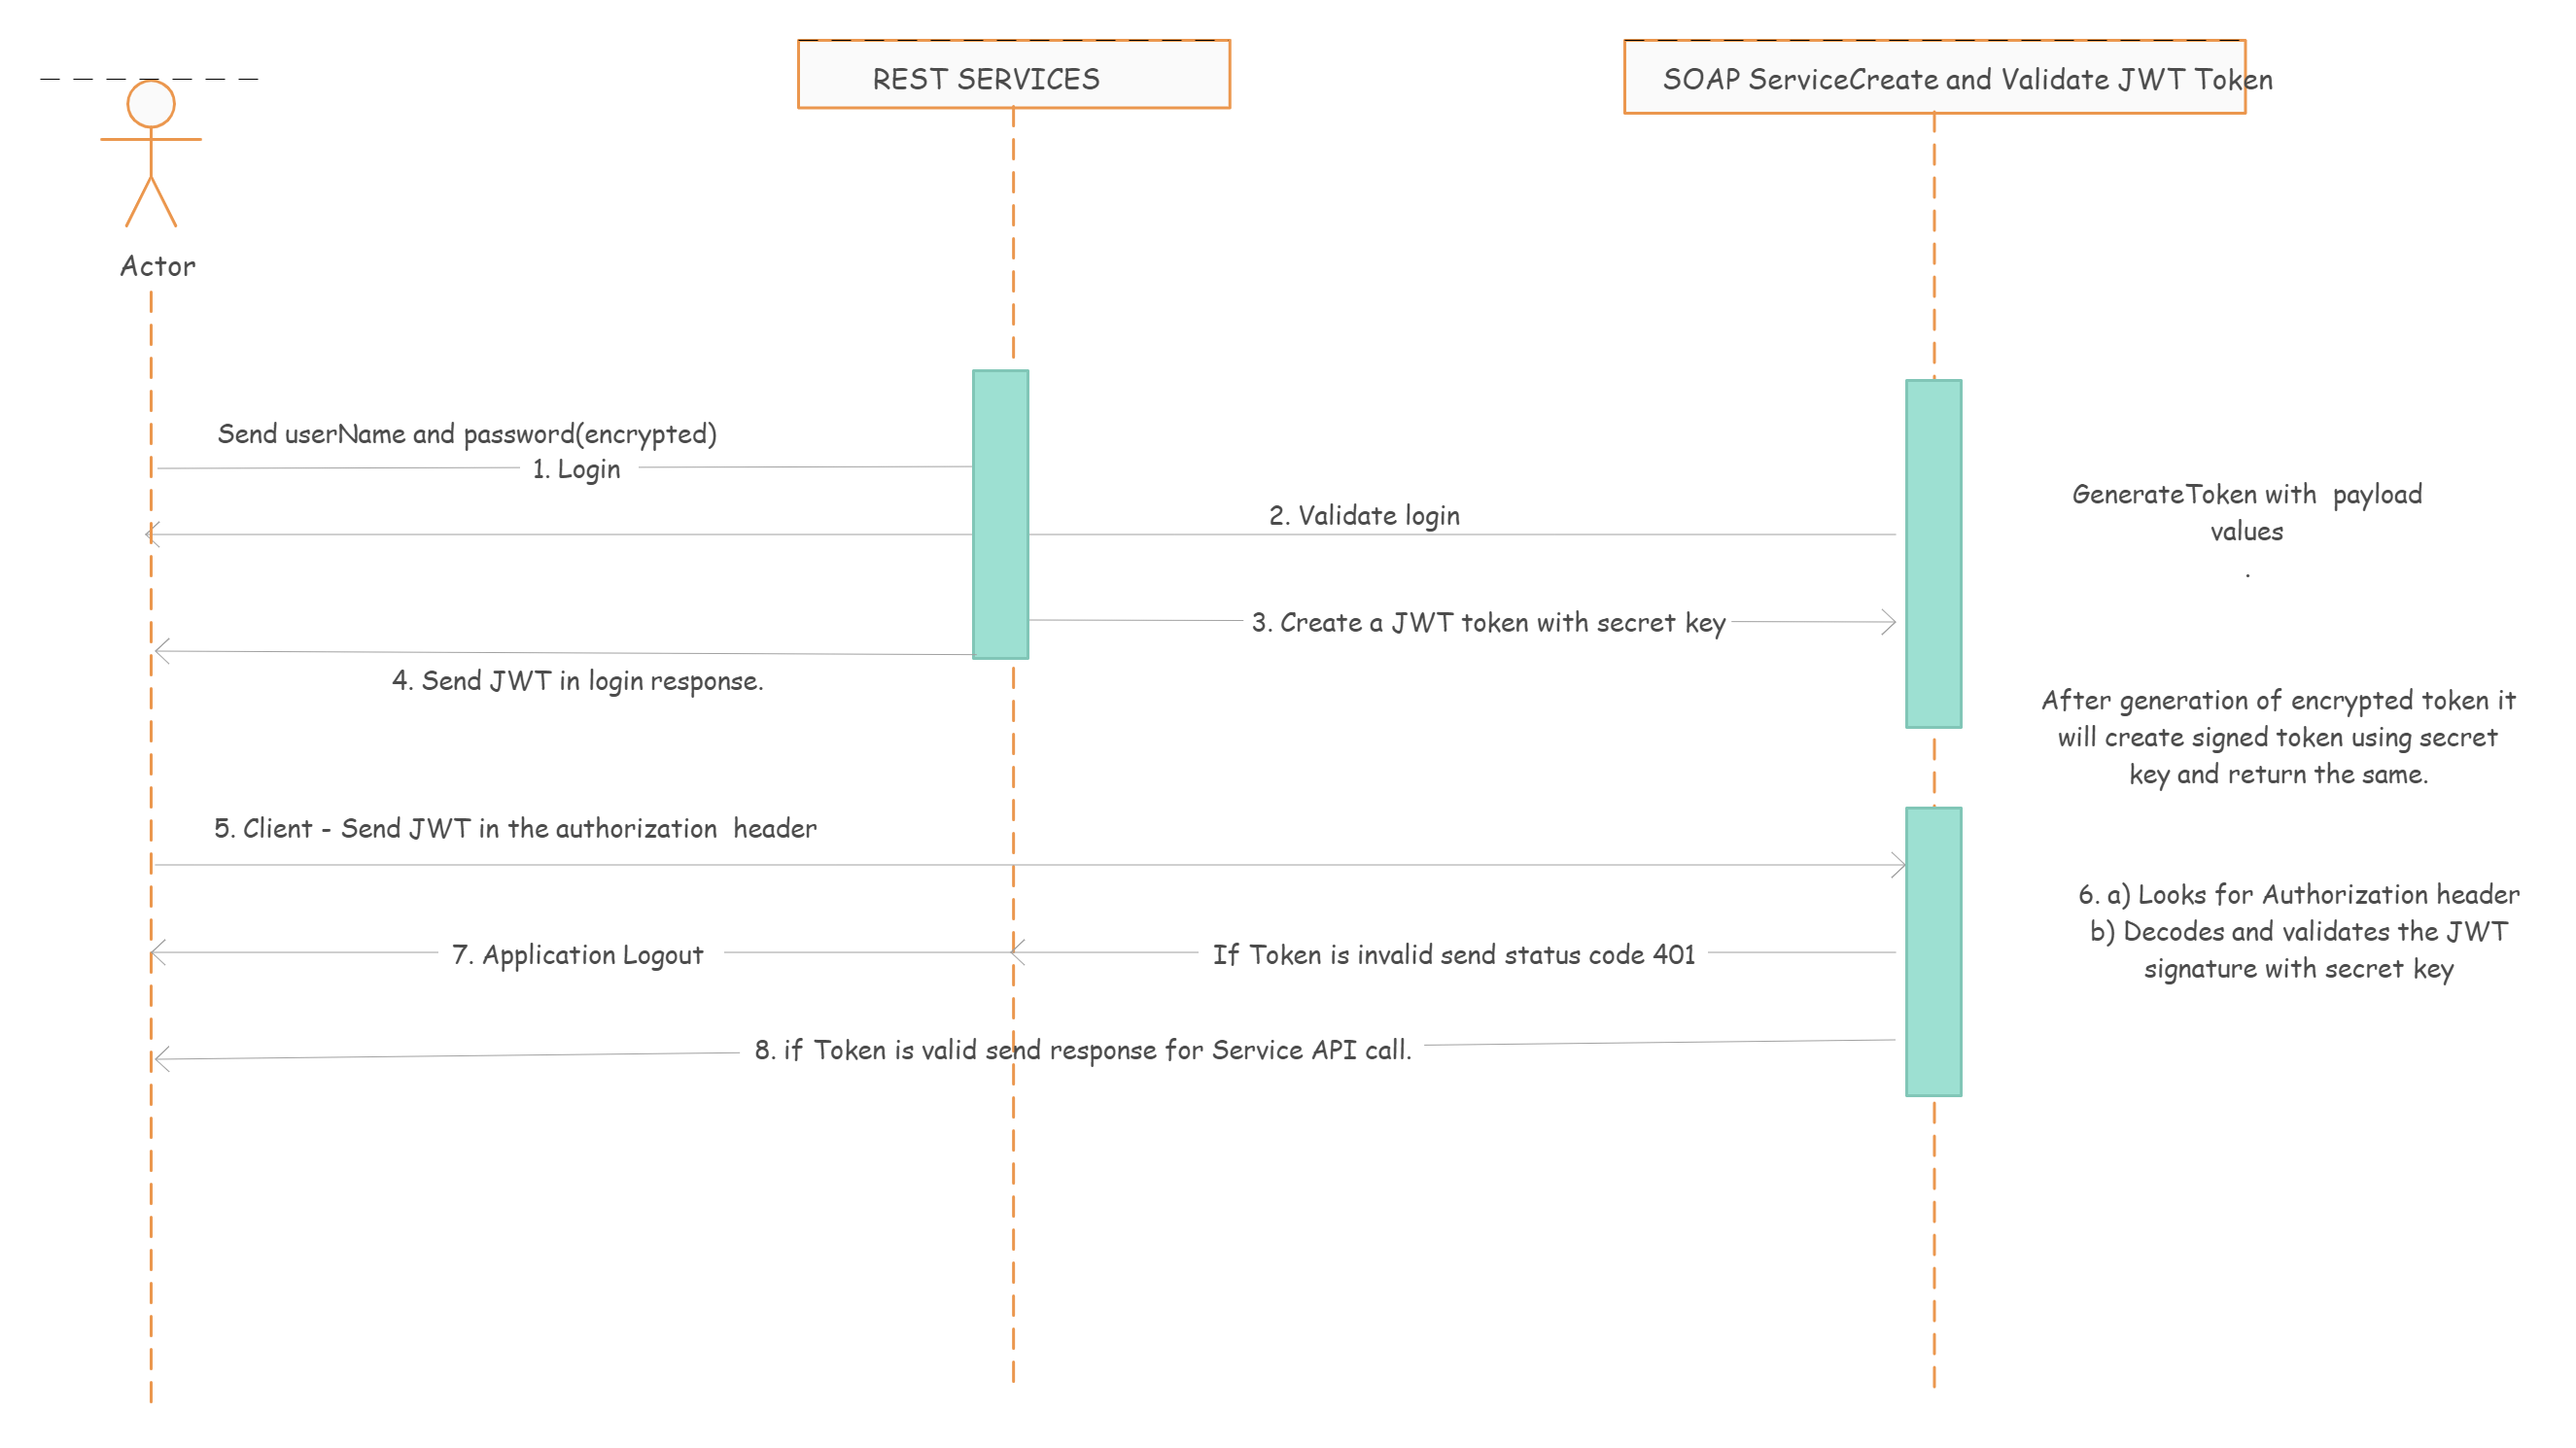 REST SERVICES
SOAP ServiceCreate and Validate JWT Token
Actor
Send userName and password(encrypted)
1. Login
2. Validate login
GenerateToken with payload
values
.
3. Create a JWT token with secret key
4. Send JWT in login response.
After generation of encrypted token it
will create signed token using secret
key and return the same.
5. Client - Send JWT in the authorization header
6. a) Looks for Authorization header
b) Decodes and validates the JWT
signature with secret key
7. Application Logout
If Token is invalid send status code 401
8. if Token is valid send response for Service API call.